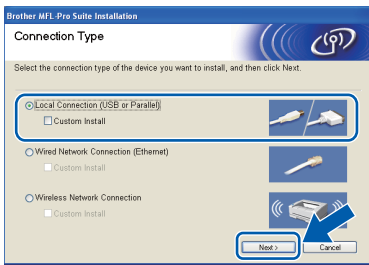 Brother MFL-Pro Suite Installation
Connection Type
Select the connection type of the device you want to install, and then click Next.
Local Connection (USB or Parallel)
Custom Install
Wired Network Connection (Ethernet)
Custom Install
Wireless Network Connection
Custom Install
Next >
Cancel